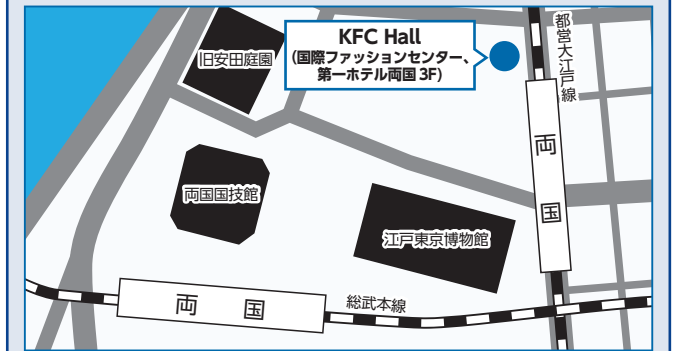 KFC Hall
(国際ファッションセンター、
第一ホテル両国 3F)
都営大江戸線
旧安田庭園
両国
両国国技館
江戸東京博物館
両国
総武本線